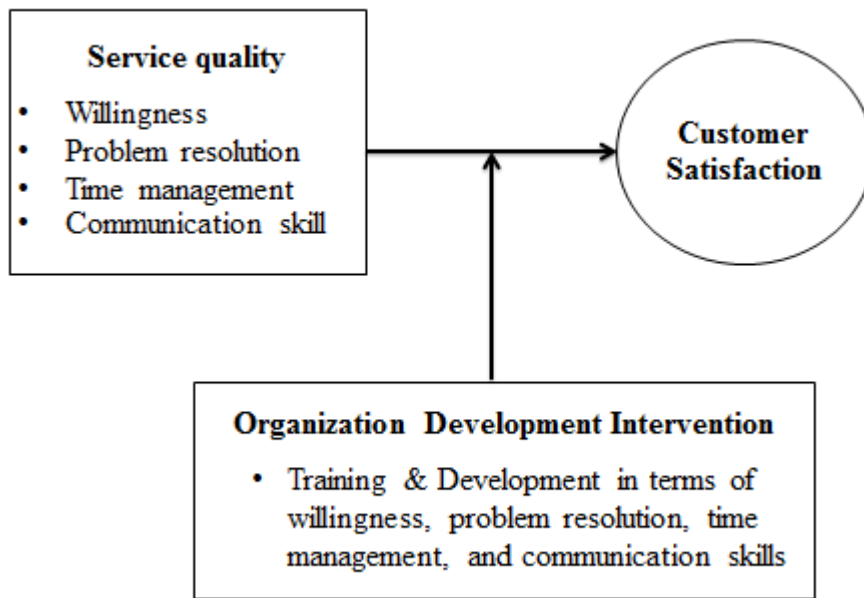 Service quality
• Willingness
• Problem resolution
• Time management
• Communication skill
Customer
Satisfaction
Organization Development Intervention
• Training & Development in terms of
willingness, problem resolution, time
management, and communication skills